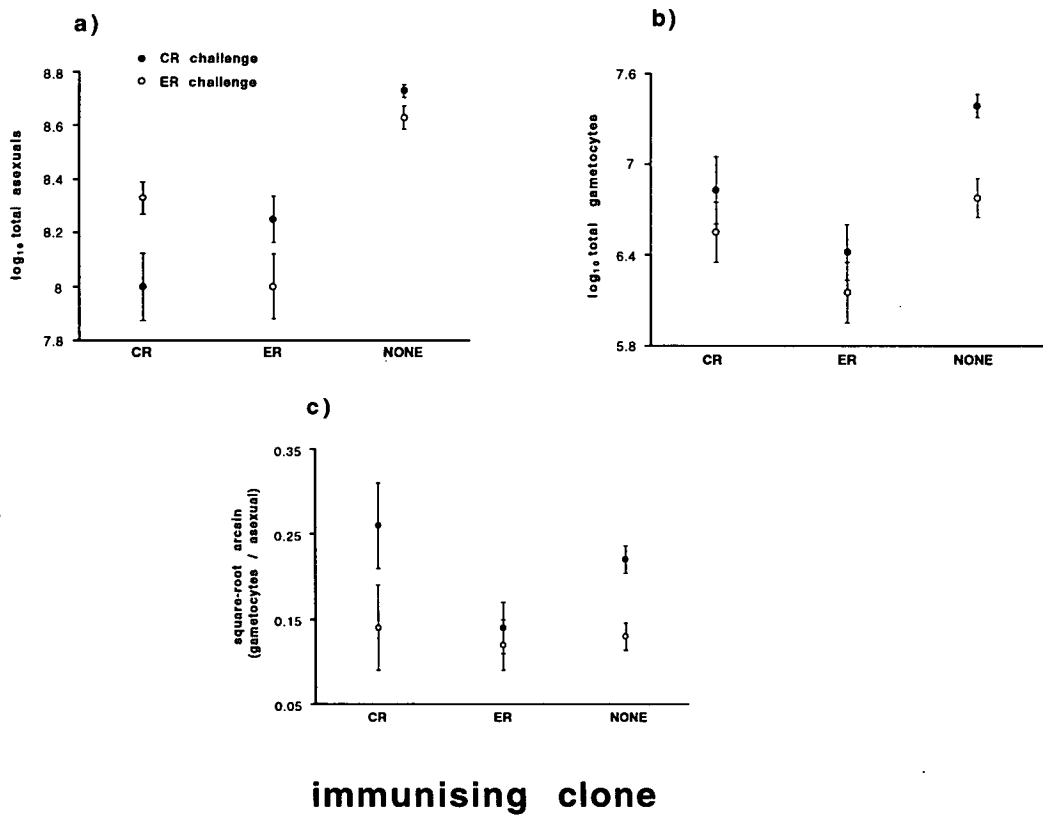 a)
CR challenge
ER challenge
8.8
8.6
8.4
8.2
8
7.8
log₁₀ total asexuals
CR ER NONE
b)
7.6
7
6.4
5.8
log₁₀ total gametocytes
CR ER NONE
c)
0.35
0.25
0.15
0.05
square-root arcsin
(gametocytes / asexual)
CR ER NONE
immunising clone